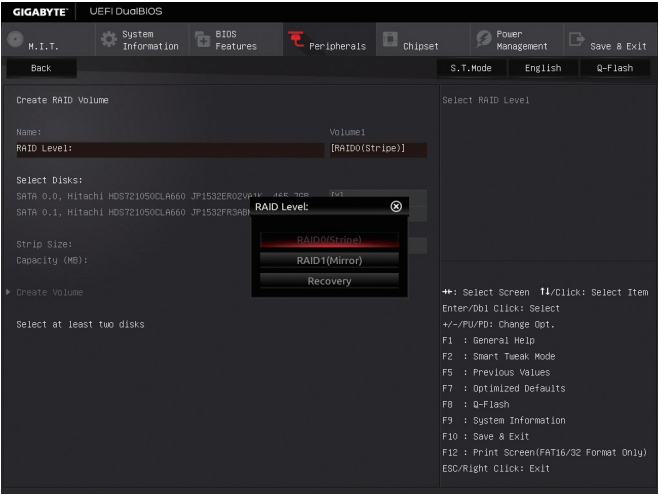 GIGABYTE™ UEFI DualBIOS
M.I.T. System Information BIOS Features Peripherals Chipset Power Management Save & Exit
Back S.T.Mode English Q-Flash
Create RAID Volume
Select RAID Level
Name: Volume1
RAID Level: [RAID0(Stripe)]
Select Disks:
SATA 0.0, Hitachi HDS721050CLA660 JP1532ER02VA1K 465.7GB [X]
SATA 0.1, Hitachi HDS721050CLA660
Strip Size:
Capacity (MB):
Create Volume
Select at least two disks
RAID Level:
RAID0(Stripe)
RAID1(Mirror)
Recovery
→←: Select Screen ↑↓/Click: Select Item
Enter/Dbl Click: Select
+/-/PU/PD: Change Opt.
F1 : General Help
F2 : Smart Tweak Mode
F5 : Previous Values
F7 : Optimized Defaults
F8 : Q-Flash
F9 : System Information
F10 : Save & Exit
F12 : Print Screen(FAT16/32 Format Only)
ESC/Right Click: Exit